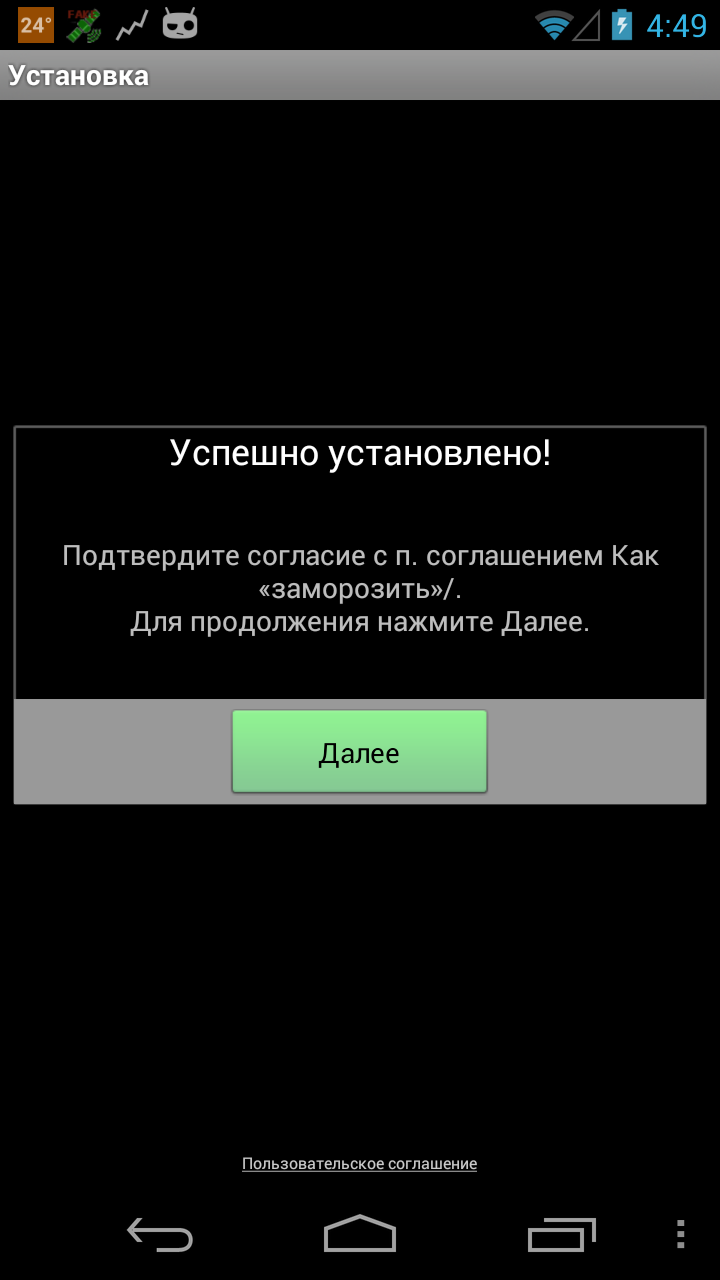 24°
FAKE
4:49
Установка
Успешно установлено!
Подтвердите согласие с п. соглашением Как
«заморозить»/.
Для продолжения нажмите Далее.
Далее
Пользовательское соглашение